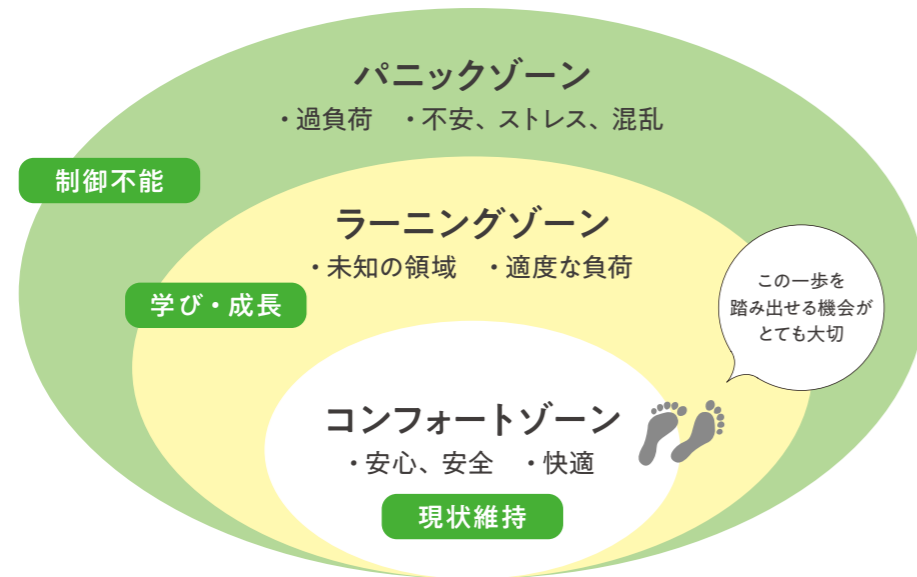 パニックゾーン
・過負荷　・不安、ストレス、混乱
制御不能
ラーニングゾーン
・未知の領域　・適度な負荷
学び・成長
この一歩を
踏み出せる機会が
とても大切
コンフォートゾーン
・安心、安全　・快適
現状維持